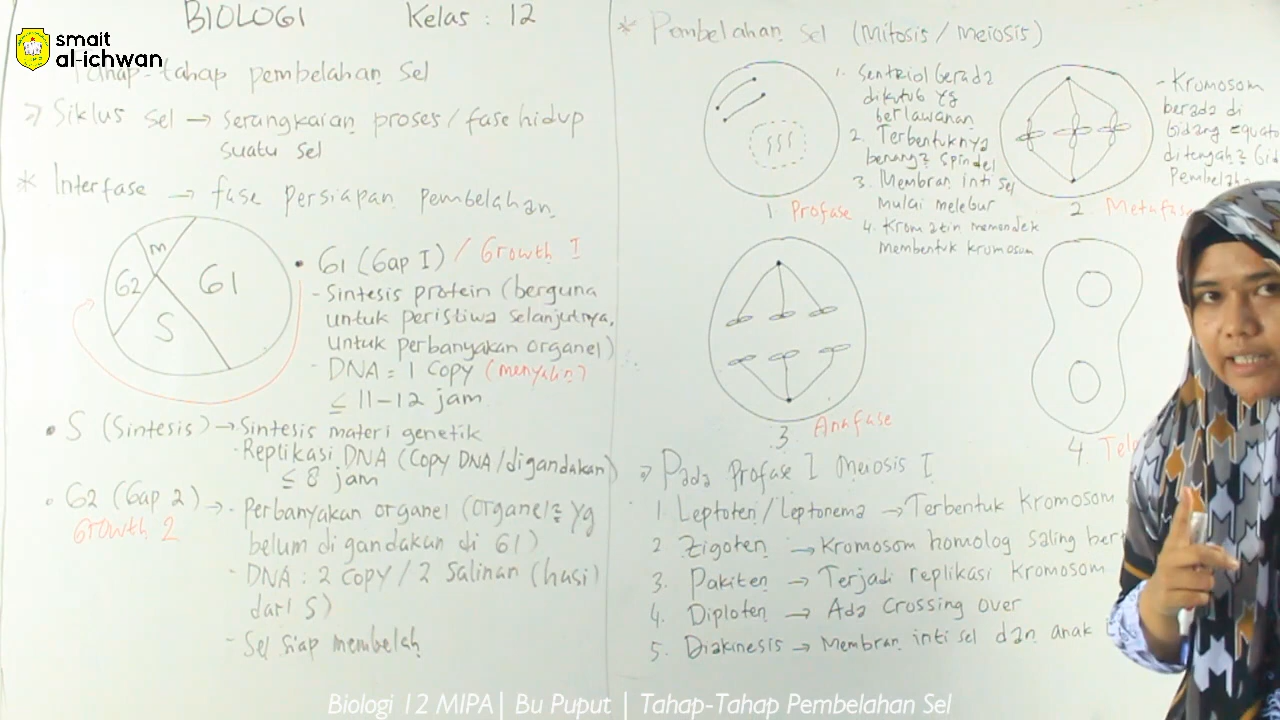 smait
al-ichwan
BIOLOGI Kelas : 12
Tahap-tahap pembelahan sel
⇒ Siklus sel → serangkaian proses/fase hidup
suatu sel
* Interfase → fase persiapan pembelahan
M
G2
G1
S
• G1 (Gap I) / Growth I
- Sintesis protein (berguna
untuk peristiwa selanjutnya,
untuk perbanyakan organel)
- DNA = 1 copy (menyalin)
≤ 11-12 jam
• S (Sintesis) → Sintesis materi genetik
- Replikasi DNA (copy DNA/digandakan)
≤ 8 jam
• G2 (Gap 2) → - Perbanyakan organel (organel2 yg
Growth 2
belum digandakan di G1)
- DNA : 2 copy / 2 salinan (hasil
dari S)
- Sel siap membelah
* Pembelahan sel (Mitosis / Meiosis)
1. Sentriol berada
dikutub yg
berlawanan
2. Terbentuknya
benang2 spindel
3. Membran inti sel
mulai melebur
4. Kromatin memendek
membentuk kromosom
1. Profase
- Kromosom
berada di
bidang equato
ditengah2 bid
Pembelaha
2. Metafas
3. Anafase
4. Telo
⇒ Pada Profase I Meiosis I
1 Leptoten/Leptonema → Terbentuk kromosom
2 Zigoten → Kromosom homolog saling ber
3. Pakiten → Terjadi replikasi kromosom
4. Diploten → Ada crossing over
5. Diakinesis → Membran inti sel dan anak
Biologi 12 MIPA| Bu Puput | Tahap-Tahap Pembelahan Sel